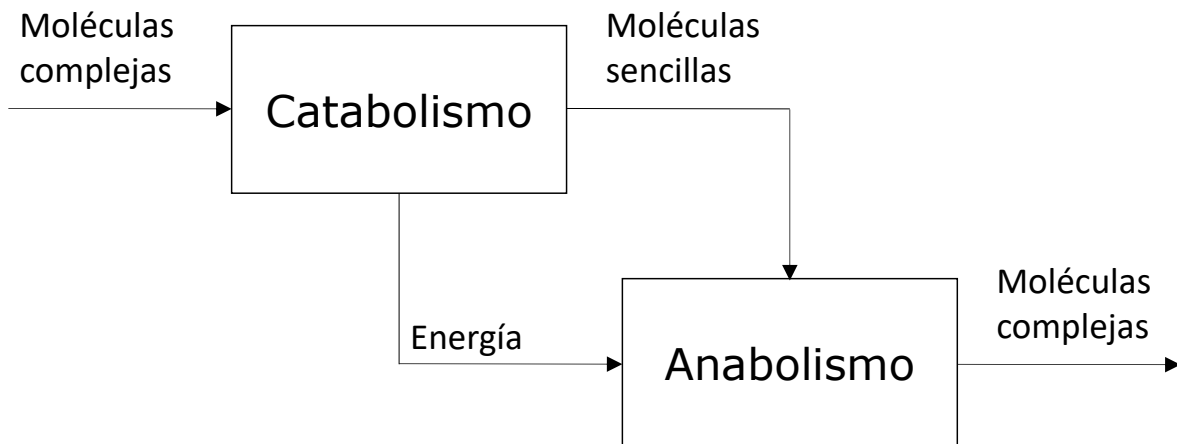 Moléculas
complejas
Catabolismo
Moléculas
sencillas
Energía
Anabolismo
Moléculas
complejas